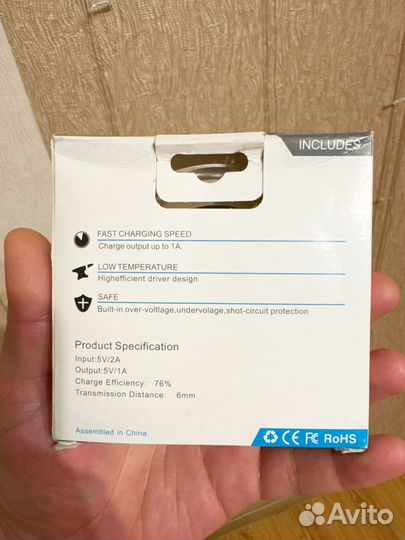 INCLUDES
FAST CHARGING SPEED
Charge output up to 1A.
LOW TEMPERATURE
Highefficient driver design
SAFE
Built-in over-voltlage,undervolage,shot-circuit protection
Product Specification
Input:5V/2A
Output:5V/1A
Charge Efficiency: 76%
Transmission Distance: 6mm
Assembled in China.
CE FC RoHS
Avito